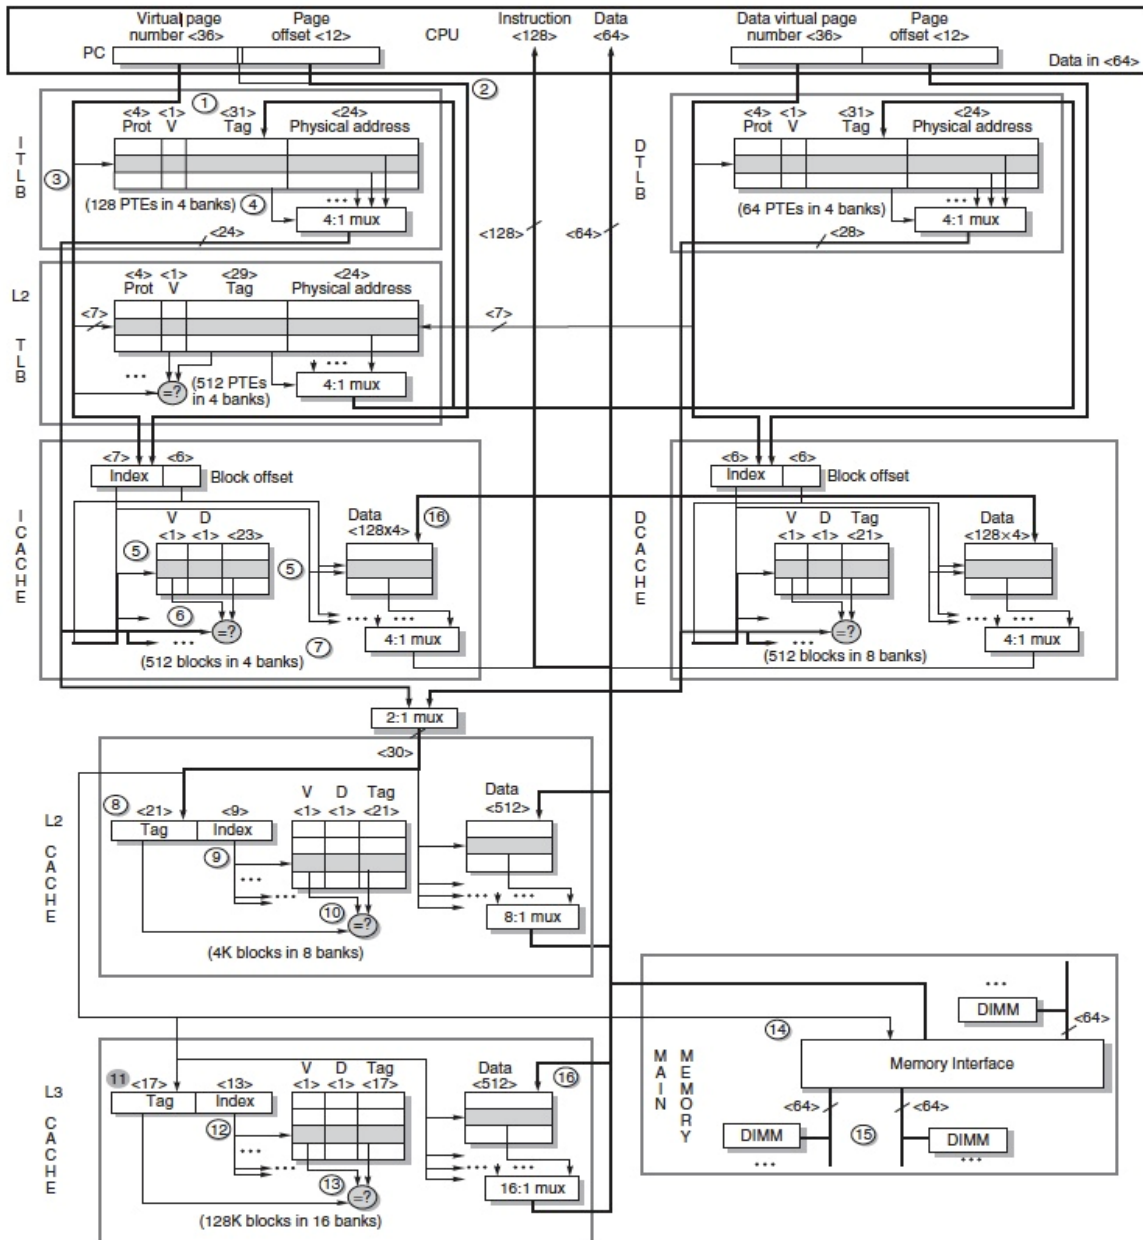 Virtual page
number <36>
Page
offset <12>
CPU
Instruction
<128>
Data
<64>
Data virtual page
number <36>
Page
offset <12>
PC
Data in <64>
1
2
I
T
L
B
<4> <1> <31> <24>
Prot V Tag Physical address
3
(128 PTEs in 4 banks)
4
...
4:1 mux
<24>
D
T
L
B
<4> <1> <31> <24>
Prot V Tag Physical address
(64 PTEs in 4 banks)
...
4:1 mux
<28>
<128>
<64>
L2
T
L
B
<4> <1> <29> <24>
Prot V Tag Physical address
<7>
<7>
...
=?
(512 PTEs
in 4 banks)
...
4:1 mux
I
C
A
C
H
E
<7> <6>
Index
Block offset
V D
<1> <1> <23>
Data
<128x4>
16
5
5
6
=?
7
...
... ...
4:1 mux
(512 blocks in 4 banks)
D
C
A
C
H
E
<6> <6>
Index
Block offset
V D Tag
<1> <1> <21>
Data
<128×4>
=?
...
... ...
4:1 mux
(512 blocks in 8 banks)
2:1 mux
<30>
L2
C
A
C
H
E
8
<21> <9>
Tag Index
V D Tag
<1> <1> <21>
Data
<512>
9
...
...
10
=?
... ...
8:1 mux
(4K blocks in 8 banks)
L3
C
A
C
H
E
11
<17> <13>
Tag Index
V D Tag
<1> <1> <17>
Data
<512>
16
12
...
...
13
=?
... ...
16:1 mux
(128K blocks in 16 banks)
M
A
I
N
M
E
M
O
R
Y
14
...
DIMM
<64>
Memory Interface
<64>
<64>
DIMM
...
15
DIMM
...